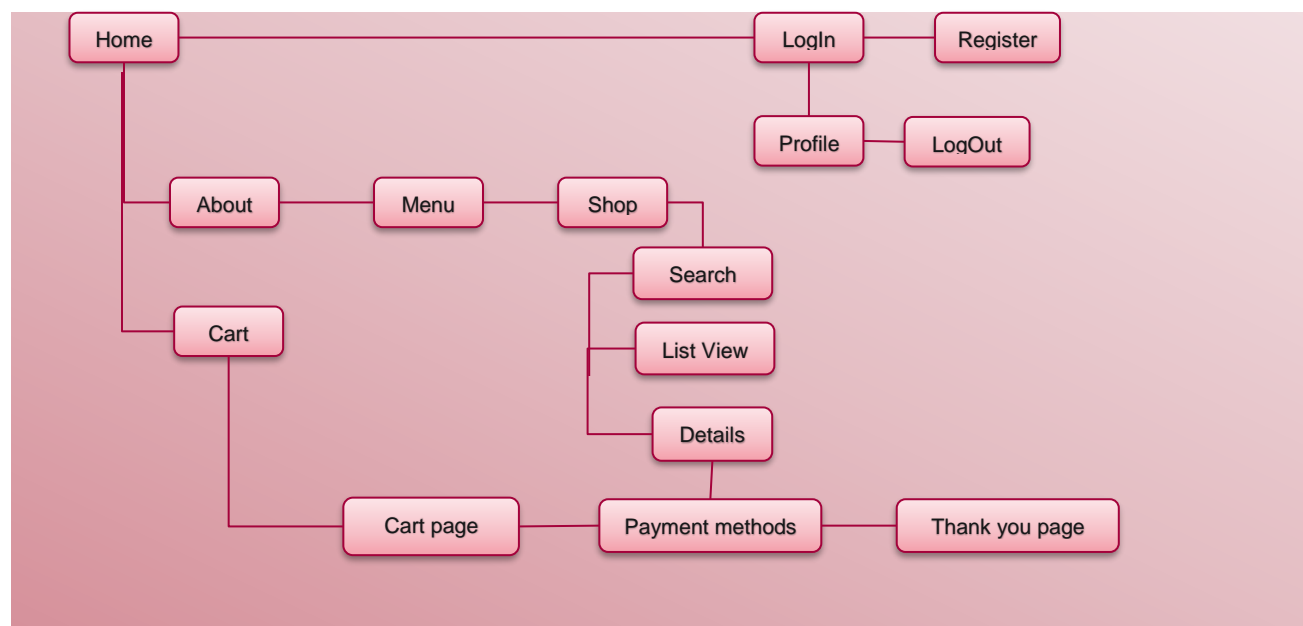 Home
LogIn
Register
Profile
LogOut
About
Menu
Shop
Search
Cart
List View
Details
Cart page
Payment methods
Thank you page